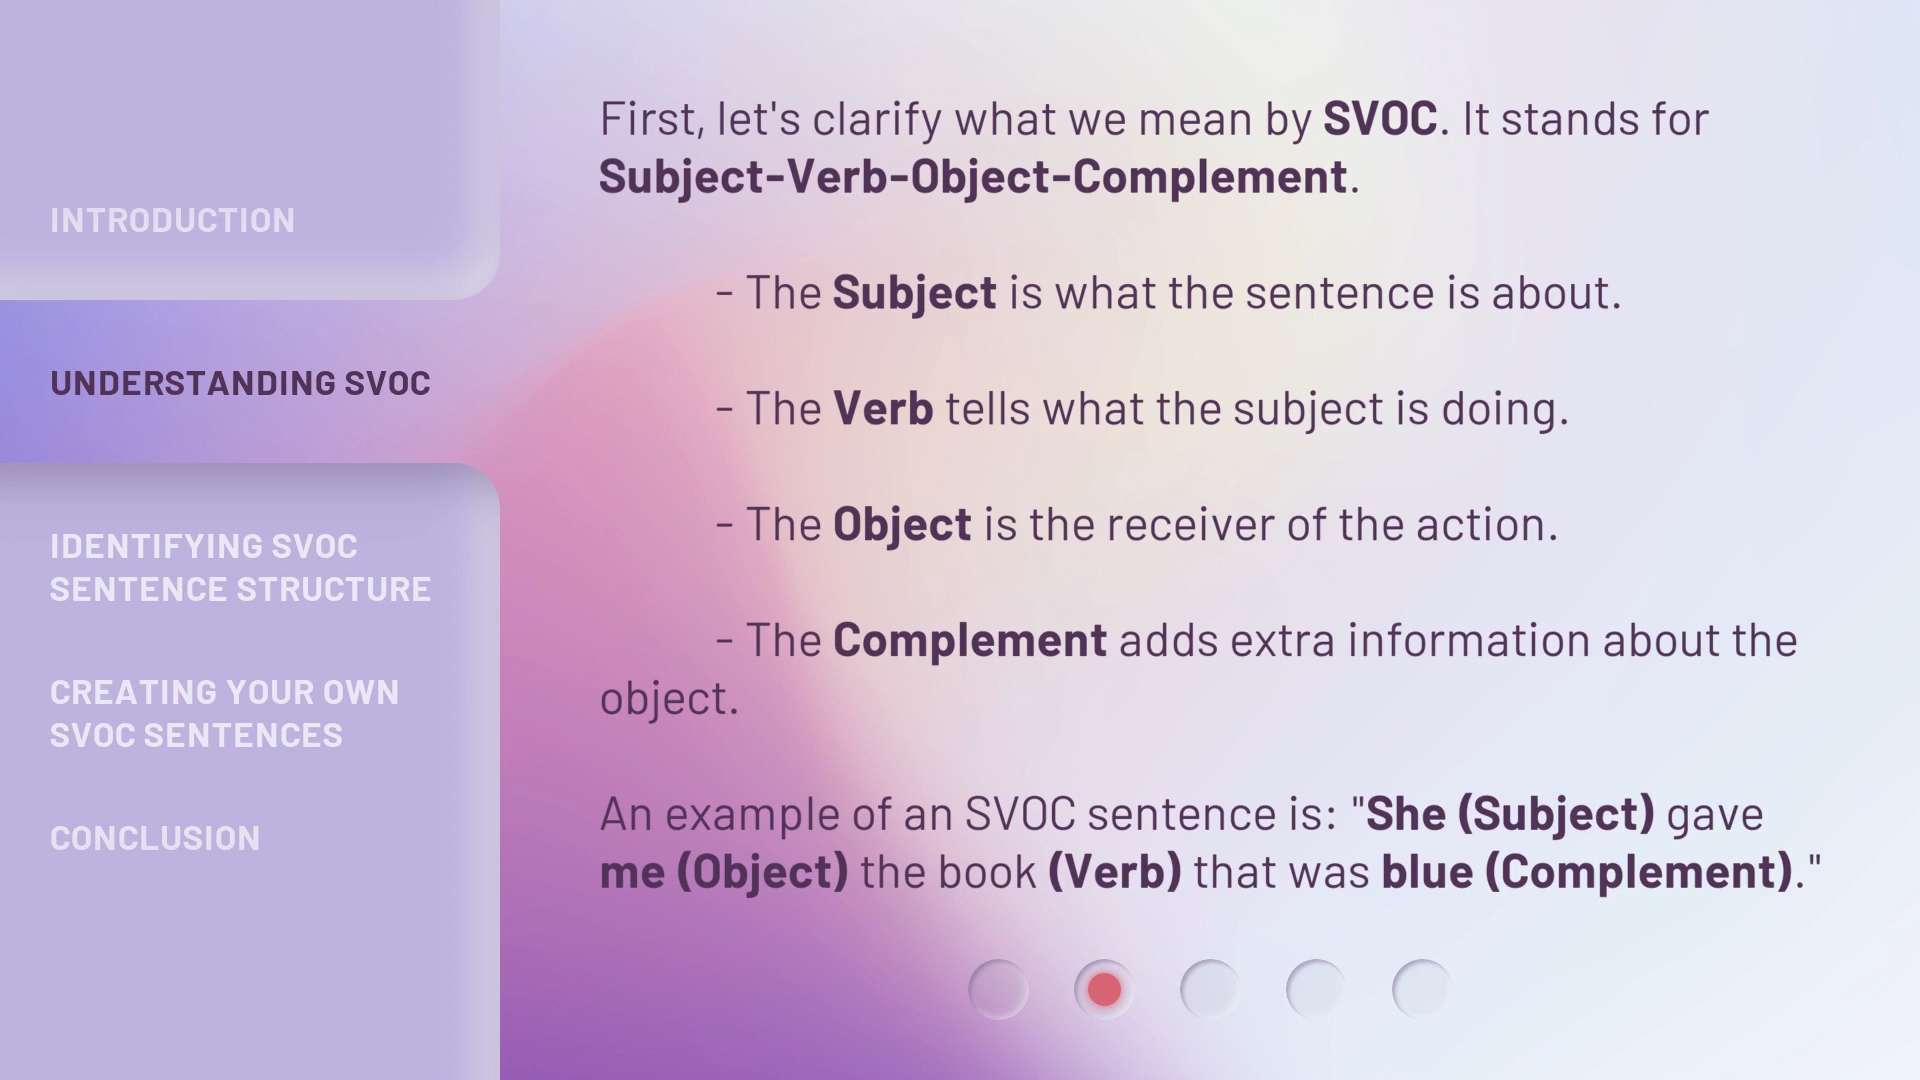 INTRODUCTION
UNDERSTANDING SVOC
IDENTIFYING SVOC
SENTENCE STRUCTURE
CREATING YOUR OWN
SVOC SENTENCES
CONCLUSION
First, let's clarify what we mean by SVOC. It stands for
Subject-Verb-Object-Complement.
- The Subject is what the sentence is about.
- The Verb tells what the subject is doing.
- The Object is the receiver of the action.
- The Complement adds extra information about the
object.
An example of an SVOC sentence is: "She (Subject) gave
me (Object) the book (Verb) that was blue (Complement)."